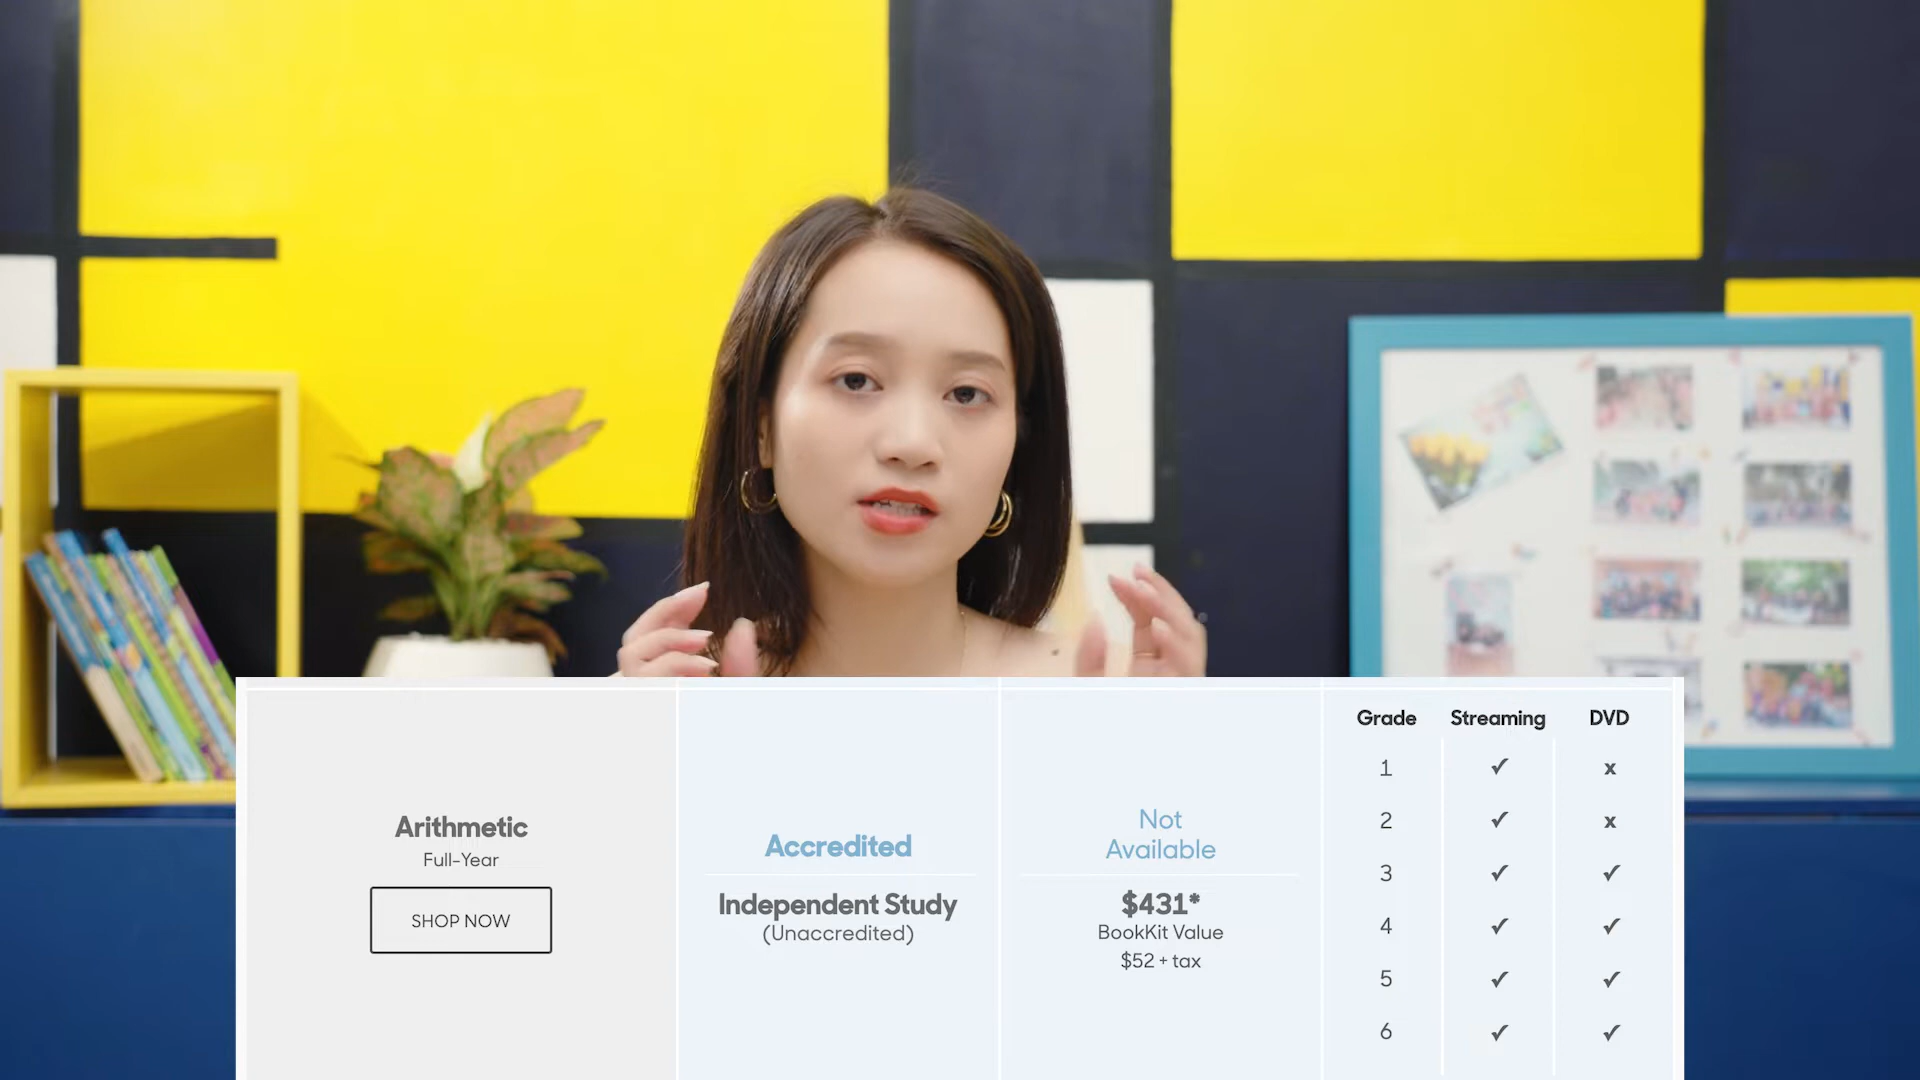 Arithmetic
Full-Year
SHOP NOW
Accredited
Independent Study
(Unaccredited)
Not
Available
$431*
BookKit Value
$52 + tax
Grade Streaming DVD
1 ✓ x
2 ✓ x
3 ✓ ✓
4 ✓ ✓
5 ✓ ✓
6 ✓ ✓